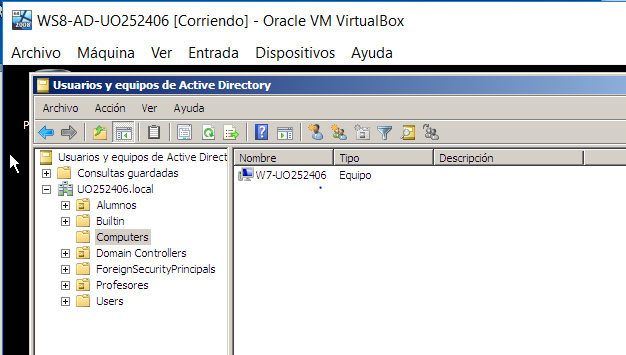 WS8-AD-UO252406 [Corriendo] - Oracle VM VirtualBox
Archivo Máquina Ver Entrada Dispositivos Ayuda
Usuarios y equipos de Active Directory
Archivo Acción Ver Ayuda
Usuarios y equipos de Active Direct
Consultas guardadas
UO252406.local
Alumnos
Builtin
Computers
Domain Controllers
ForeignSecurityPrincipals
Profesores
Users
Nombre Tipo Descripción
W7-UO252406 Equipo